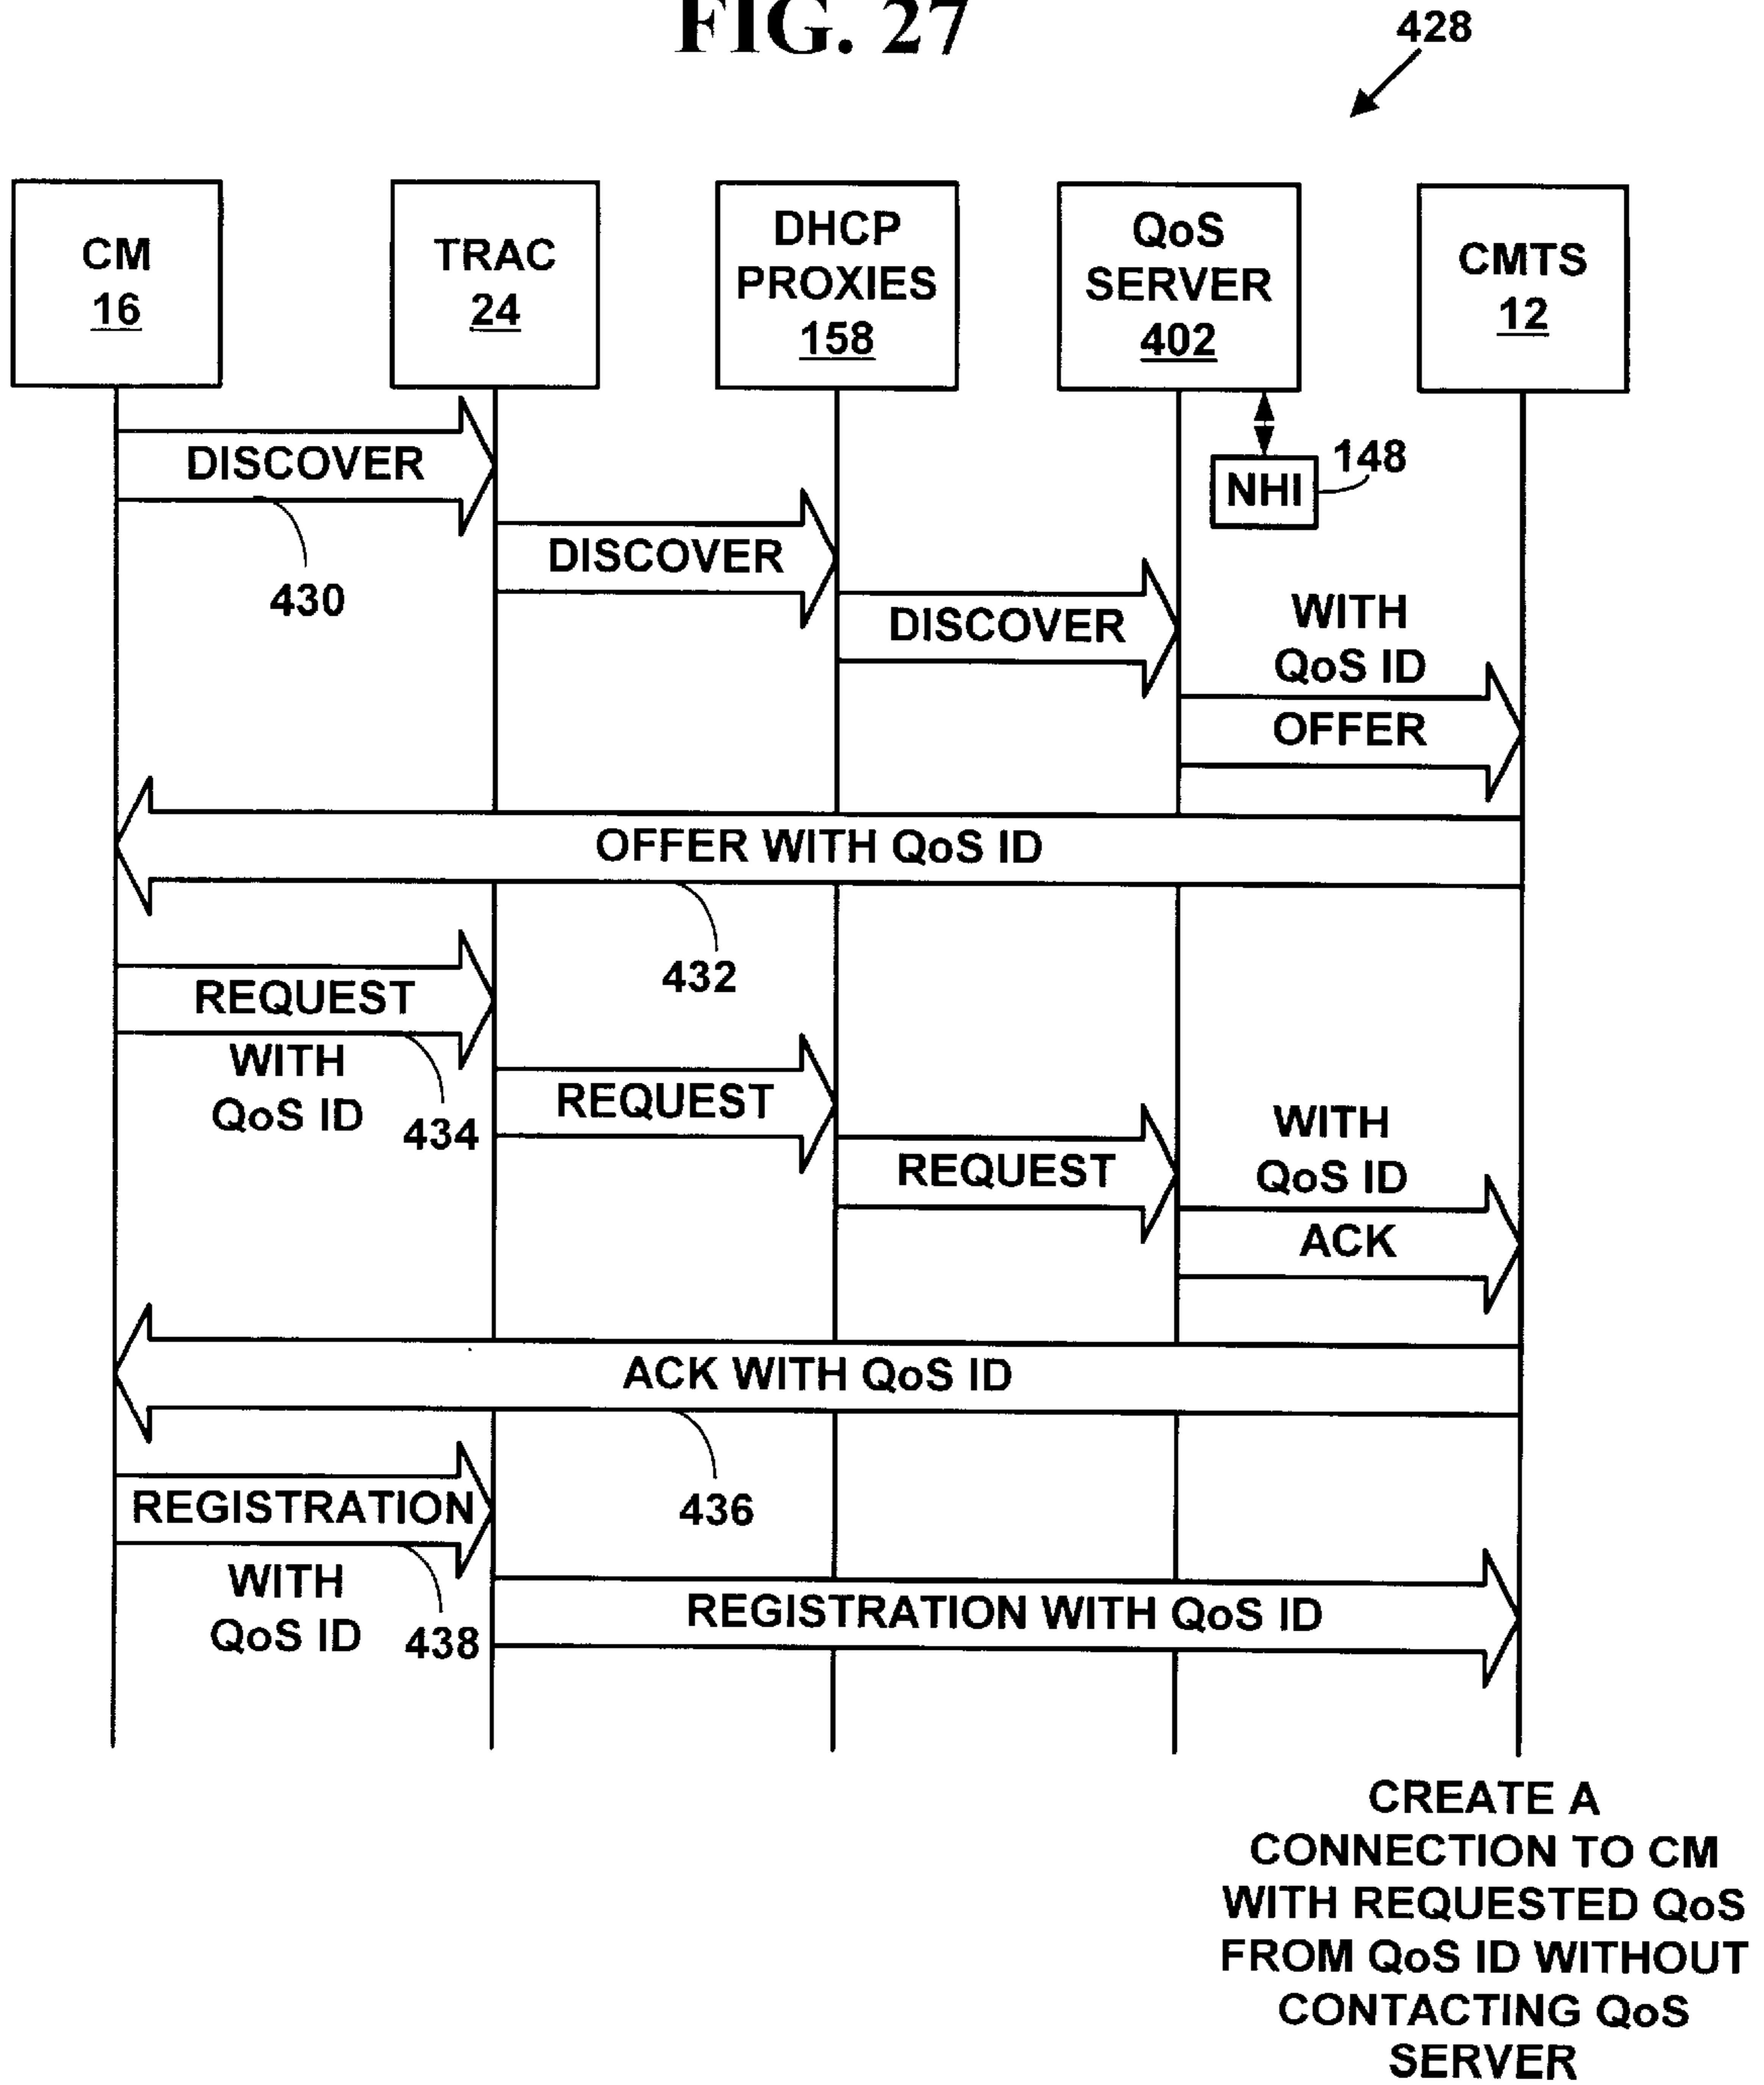 FIG. 27
428
CM
16
TRAC
24
DHCP
PROXIES
158
QoS
SERVER
402
CMTS
12
DISCOVER
430
NHI
148
DISCOVER
DISCOVER
WITH
QoS ID
OFFER
OFFER WITH QoS ID
432
REQUEST
WITH
QoS ID
434
REQUEST
REQUEST
WITH
QoS ID
ACK
ACK WITH QoS ID
436
REGISTRATION
WITH
QoS ID
438
REGISTRATION WITH QoS ID
CREATE A
CONNECTION TO CM
WITH REQUESTED QoS
FROM QoS ID WITHOUT
CONTACTING QoS
SERVER